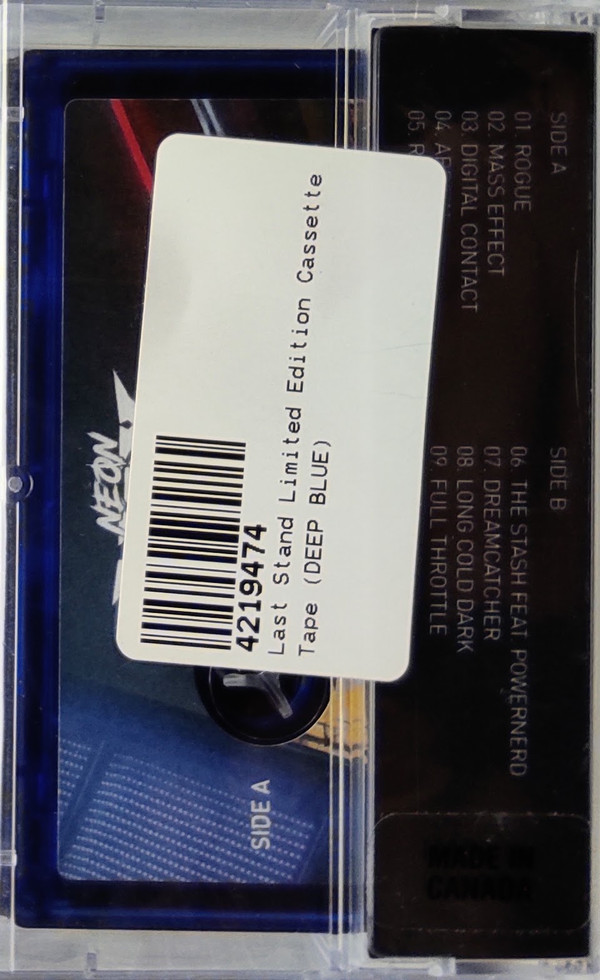 SIDE A
01. ROGUE
02. MASS EFFECT
03. DIGITAL CONTACT
04.
05.
SIDE B
06. THE STASH FEAT POWERNERD
07. DREAMCATCHER
08. LONG COLD DARK
09. FULL THROTTLE
MADE IN
CANADA
4219474
Last Stand Limited Edition Cassette
Tape (DEEP BLUE)
NEON
SIDE A